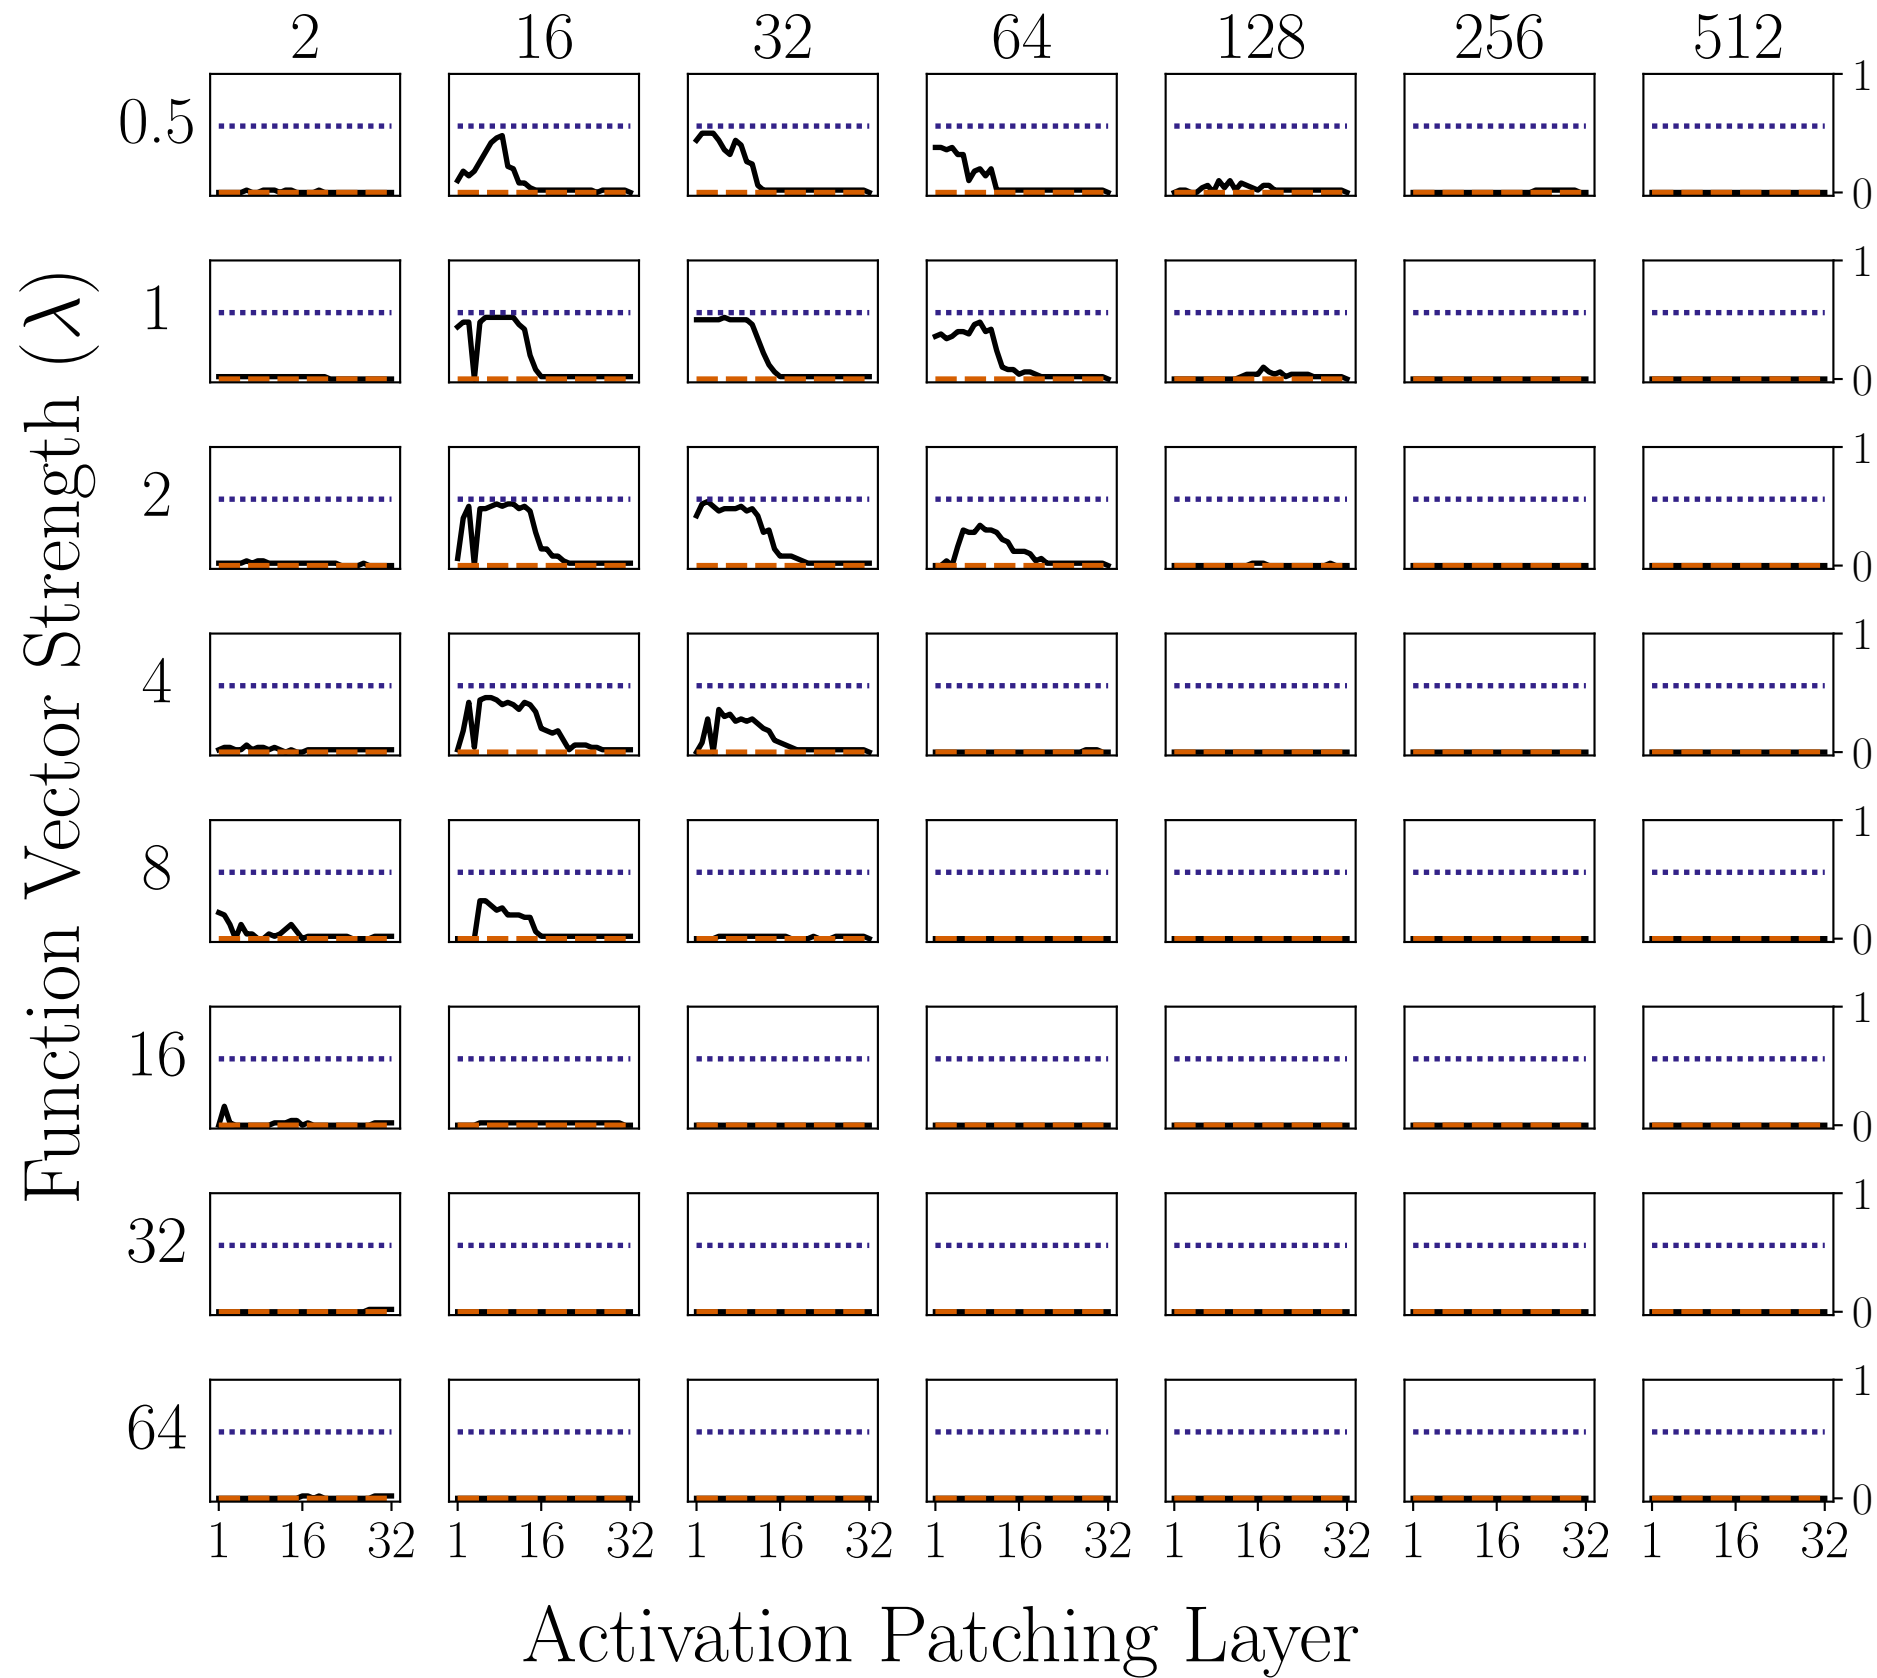 2 16 32 64 128 256 512
Function Vector Strength (λ)
0.5 1 0
1 1 0
2 1 0
4 1 0
8 1 0
16 1 0
32 1 0
64 1 0
1 16 32 1 16 32 1 16 32 1 16 32 1 16 32 1 16 32 1 16 32
Activation Patching Layer